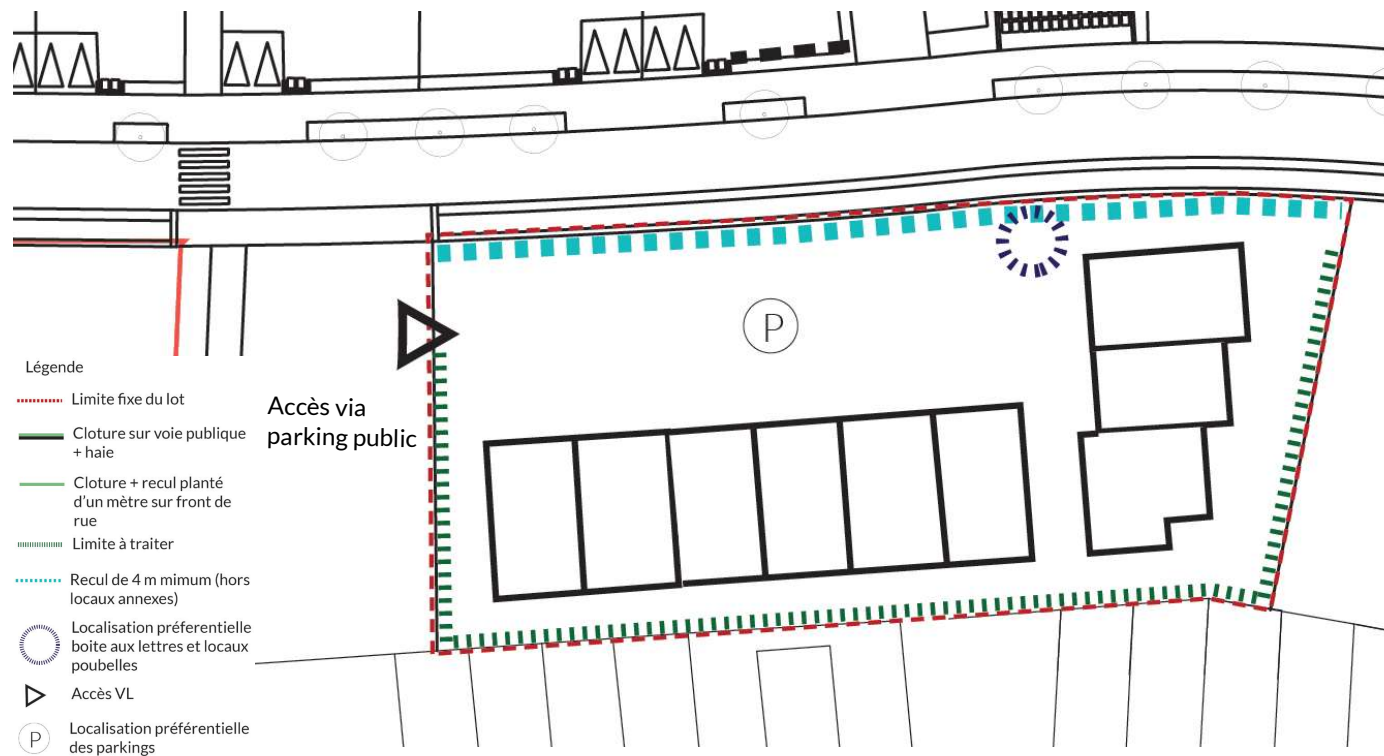 P
Légende
Limite fixe du lot
Cloture sur voie publique
+ haie
Cloture + recul planté
d'un mètre sur front de
rue
Limite à traiter
Recul de 4 m mimum (hors
locaux annexes)
Localisation préferentielle
boite aux lettres et locaux
poubelles
Accès VL
P
Localisation préférentielle
des parkings
Accès via
parking public